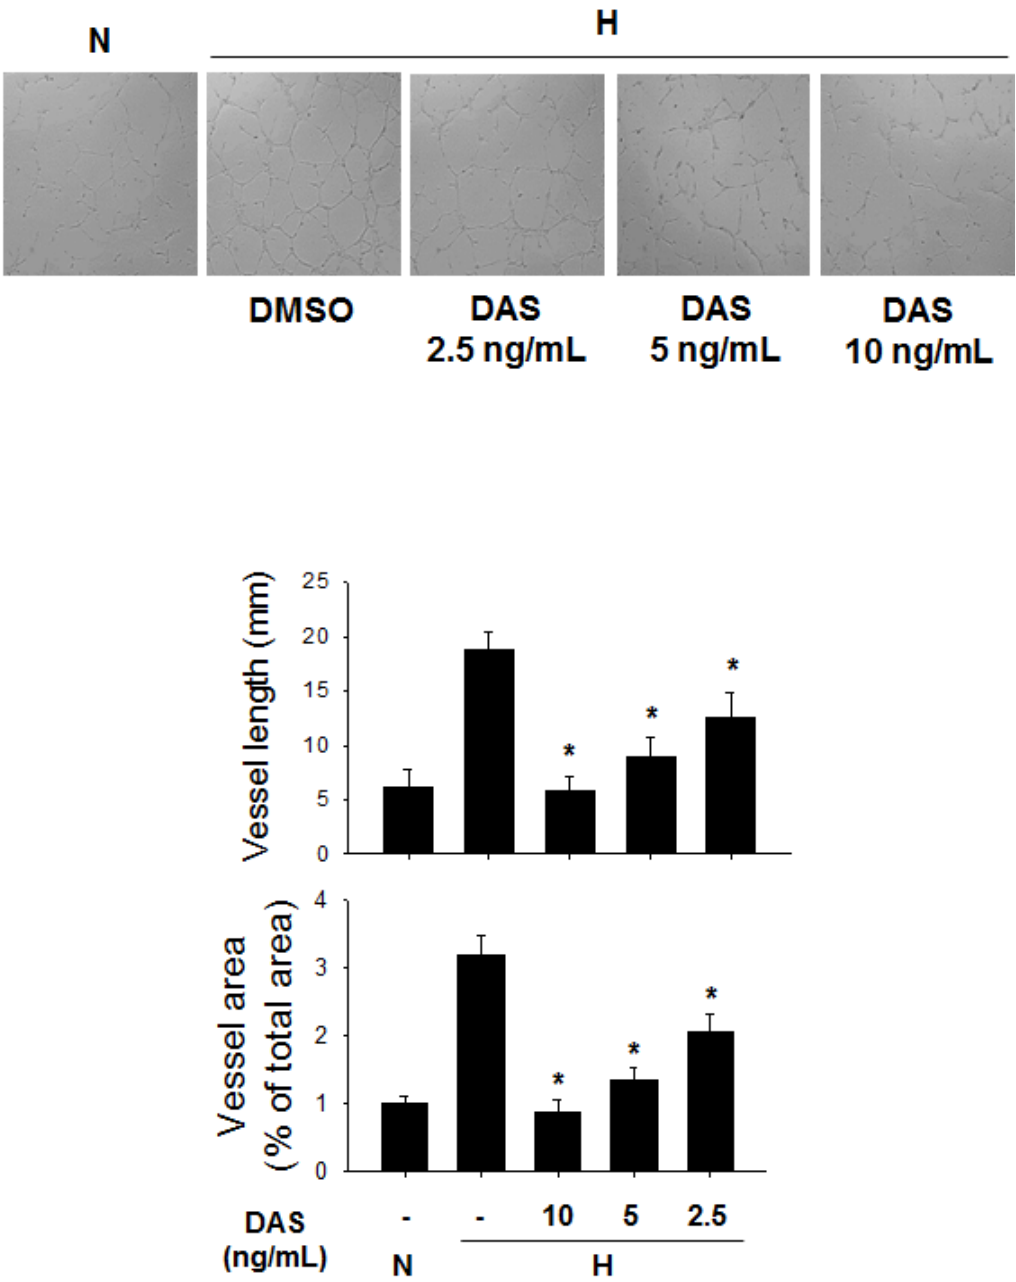 N
H
DMSO
DAS
2.5 ng/mL
DAS
5 ng/mL
DAS
10 ng/mL
Vessel length (mm)
25
20
15
10
5
0
*
*
*
Vessel area
(% of total area)
4
3
2
1
0
*
*
*
DAS
(ng/mL)
- - 10 5 2.5
N H